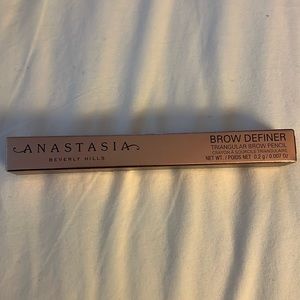 ANASTASIA
BEVERLY HILLS
BROW DEFINER
TRIANGULAR BROW PENCIL
CRAYON À SOURCILS TRIANGULAIRE
NET WT. / POIDS NET 0.2 g / 0.007 oz